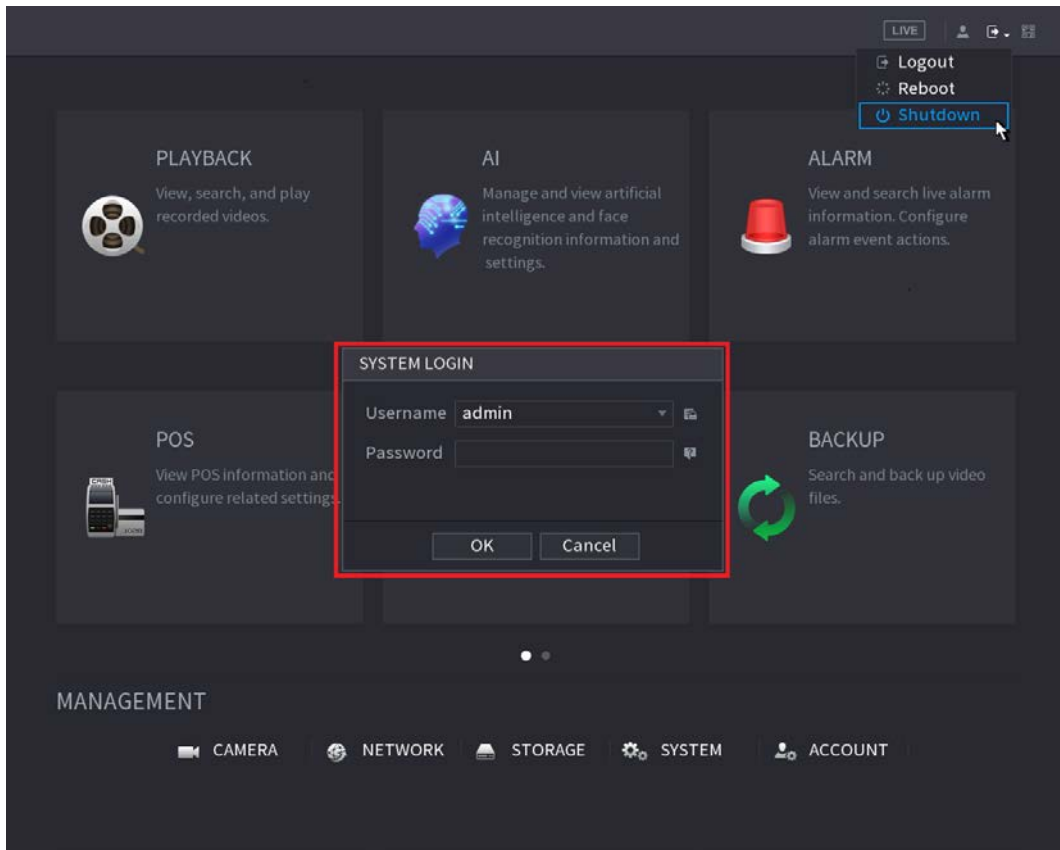 LIVE
Logout
Reboot
Shutdown
PLAYBACK
View, search, and play
recorded videos.
AI
Manage and view artificial
intelligence and face
recognition information and
settings.
ALARM
View and search live alarm
information. Configure
alarm event actions.
SYSTEM LOGIN
Username admin
Password
OK Cancel
POS
View POS information and
configure related settings.
BACKUP
Search and back up video
files.
MANAGEMENT
CAMERA NETWORK STORAGE SYSTEM ACCOUNT